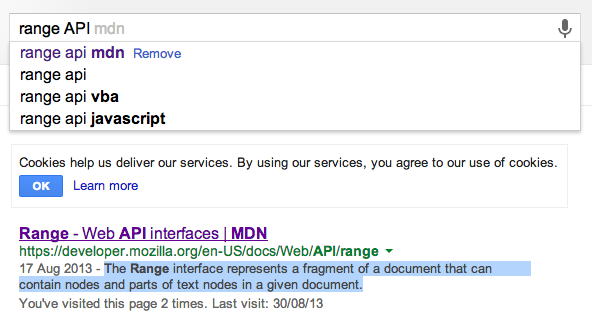 range API mdn
range api mdn Remove
range api
range api vba
range api javascript
Cookies help us deliver our services. By using our services, you agree to our use of cookies.
OK Learn more
Range - Web API interfaces | MDN
https://developer.mozilla.org/en-US/docs/Web/API/range
17 Aug 2013 - The Range interface represents a fragment of a document that can
contain nodes and parts of text nodes in a given document.
You've visited this page 2 times. Last visit: 30/08/13